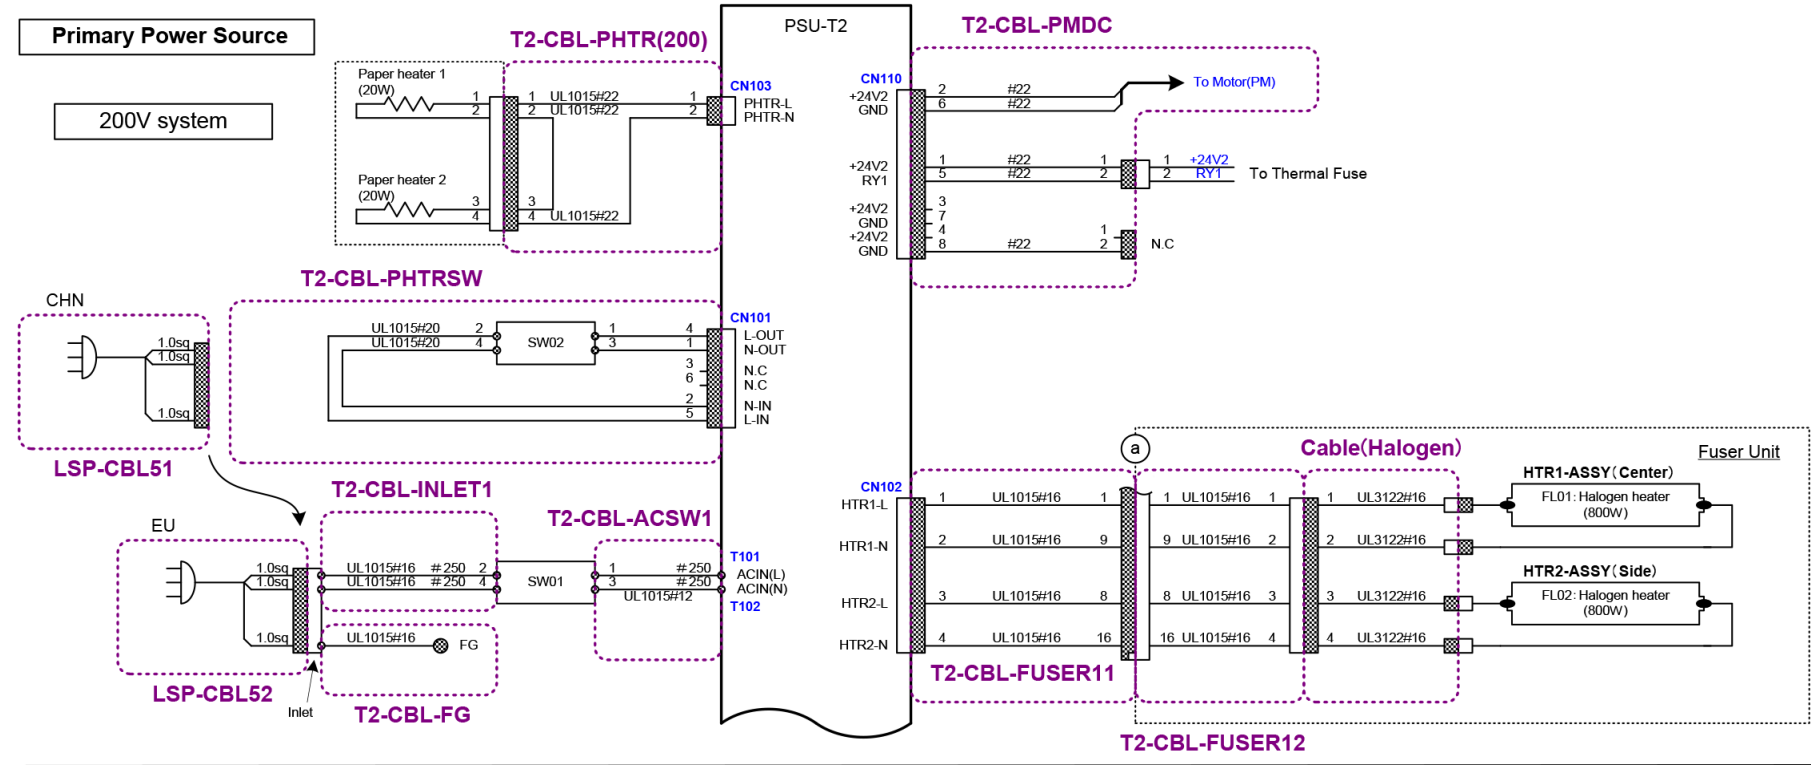 Primary Power Source
200V system
T2-CBL-PHTR(200)
Paper heater 1
(20W)
1 1 UL1015#22 1
2 2 UL1015#22 2
Paper heater 2
(20W)
3 3
4 4 UL1015#22
CN103
PHTR-L
PHTR-N
PSU-T2
T2-CBL-PMDC
CN110
+24V2 2 #22
GND 6 #22
To Motor(PM)
+24V2 1 #22 1 1 +24V2
RY1 5 #22 2 2 RY1
To Thermal Fuse
+24V2 3
GND 7
+24V2 4 1
GND 8 #22 2 N.C
T2-CBL-PHTRSW
UL1015#20 2 SW02 1 4
UL1015#20 4 3 1
3
6
2
5
CN101
L-OUT
N-OUT
N.C
N.C
N-IN
L-IN
CHN
1.0sq
1.0sq
1.0sq
LSP-CBL51
EU
1.0sq
1.0sq
1.0sq
LSP-CBL52
Inlet
T2-CBL-INLET1
UL1015#16 #250 2
UL1015#16 #250 4
SW01
T2-CBL-ACSW1
1 #250
3 #250
UL1015#12
T101
ACIN(L)
ACIN(N)
T102
UL1015#16 FG
T2-CBL-FG
a
Cable(Halogen)
Fuser Unit
CN102
HTR1-L 1 UL1015#16 1 1 UL1015#16 1 1 UL3122#16
HTR1-N 2 UL1015#16 9 9 UL1015#16 2 2 UL3122#16
HTR2-L 3 UL1015#16 8 8 UL1015#16 3 3 UL3122#16
HTR2-N 4 UL1015#16 16 16 UL1015#16 4 4 UL3122#16
HTR1-ASSY(Center)
FL01: Halogen heater
(800W)
HTR2-ASSY(Side)
FL02: Halogen heater
(800W)
T2-CBL-FUSER11
T2-CBL-FUSER12